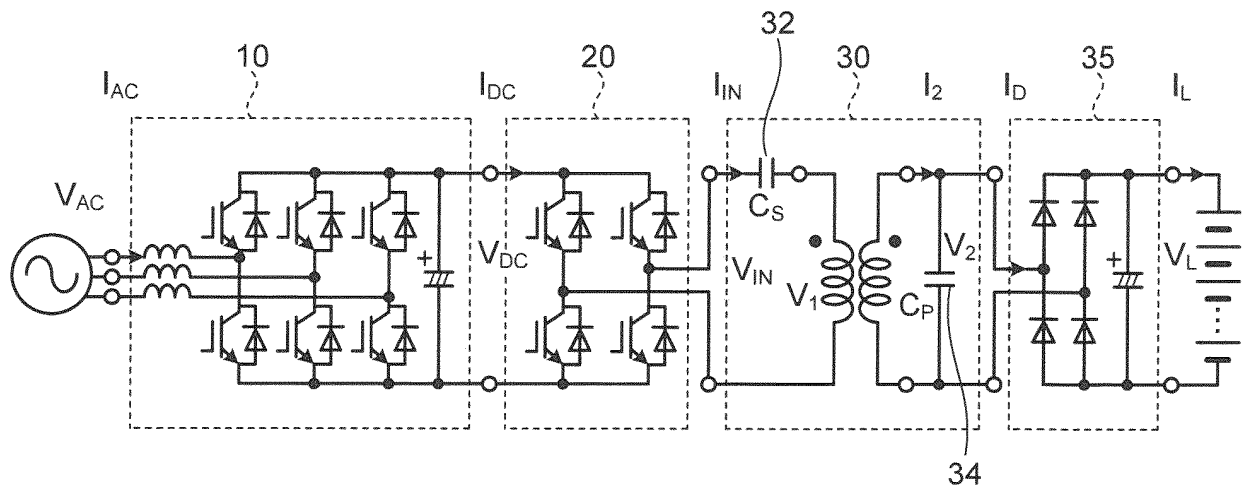 32
10
20
30
35
I_AC
I_DC
I_IN
I_2
I_D
I_L
V_AC
C_S
+
V_DC
V_IN
V_1
V_2
C_P
+
V_L
34